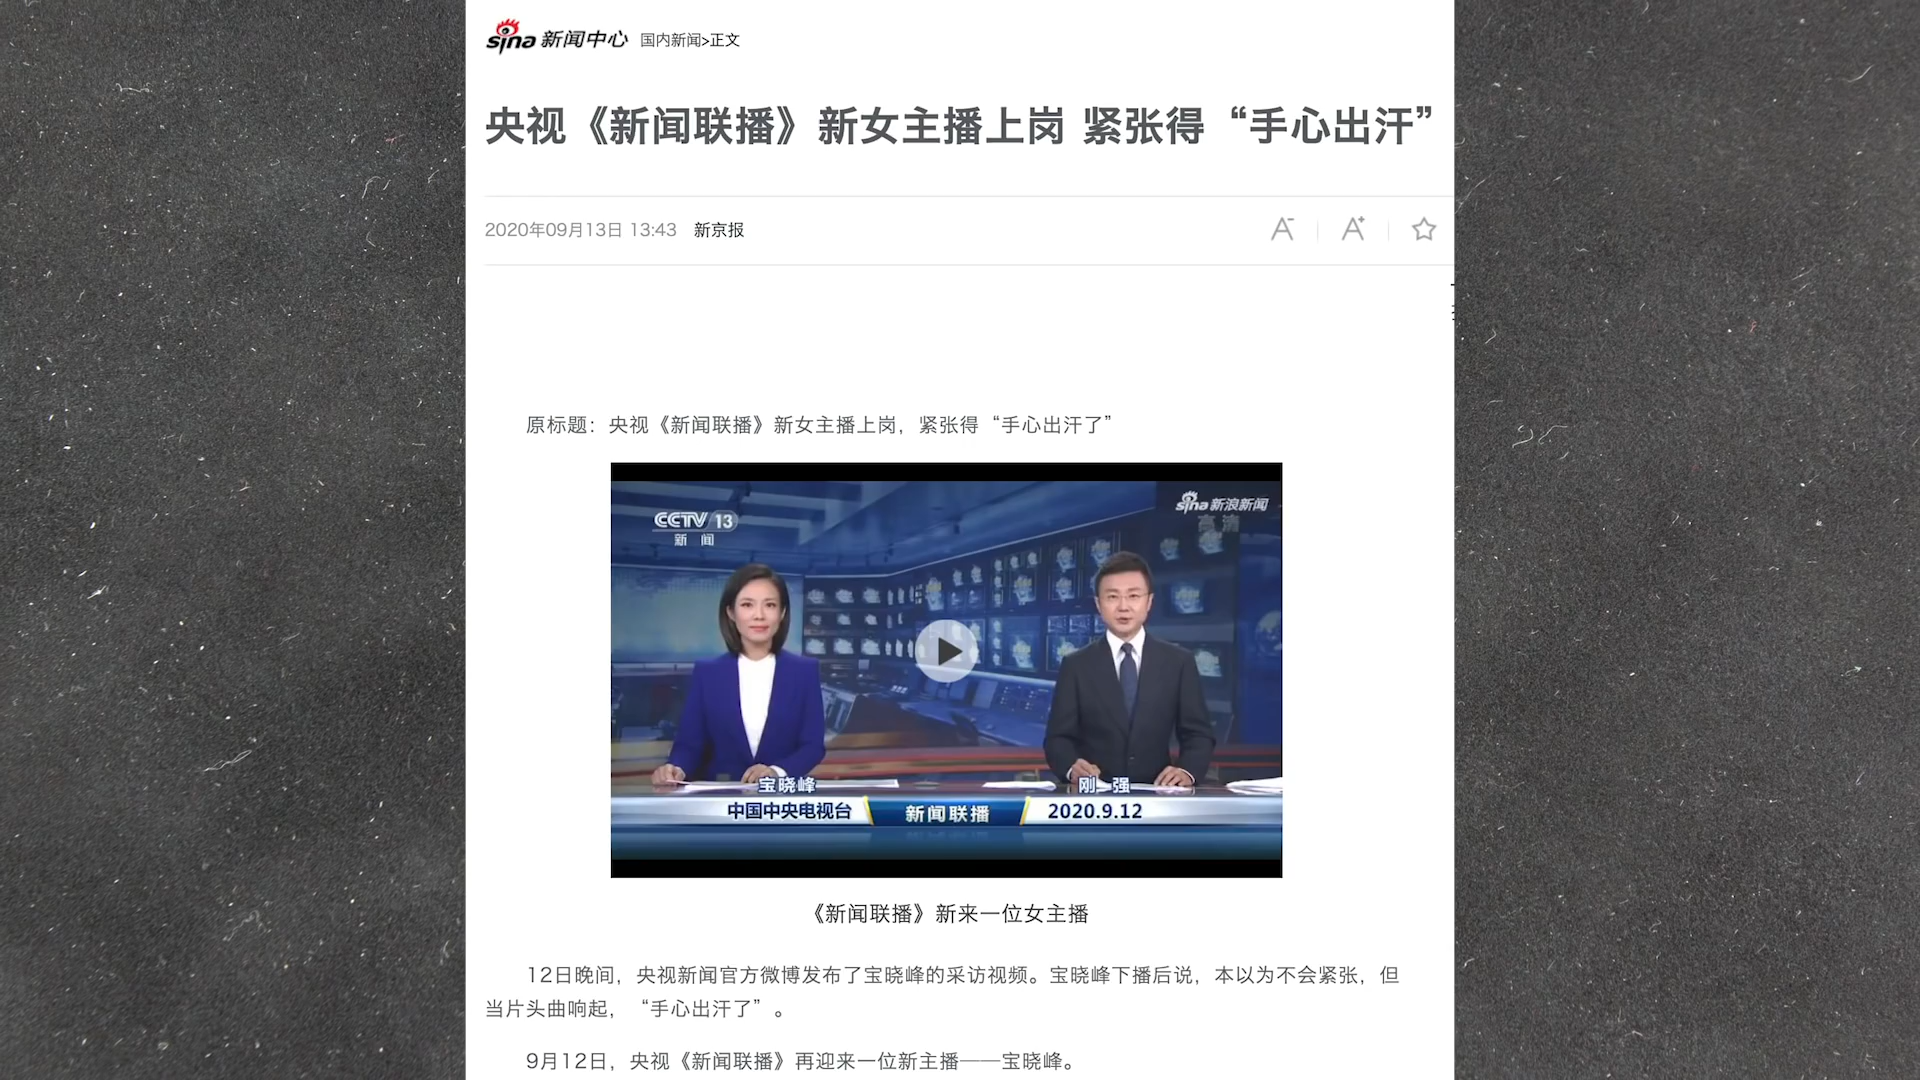 sina 新闻中心 国内新闻>正文
央视《新闻联播》新女主播上岗 紧张得“手心出汗”
2020年09月13日 13:43 新京报
A- A+
原标题：央视《新闻联播》新女主播上岗，紧张得“手心出汗了”
CCTV 13
新闻
sina 新浪新闻
高清
宝晓峰 刚强
中国中央电视台 新闻联播 2020.9.12
《新闻联播》新来一位女主播
12日晚间，央视新闻官方微博发布了宝晓峰的采访视频。宝晓峰下播后说，本以为不会紧张，但
当片头曲响起，“手心出汗了”。
9月12日，央视《新闻联播》再迎来一位新主播——宝晓峰。